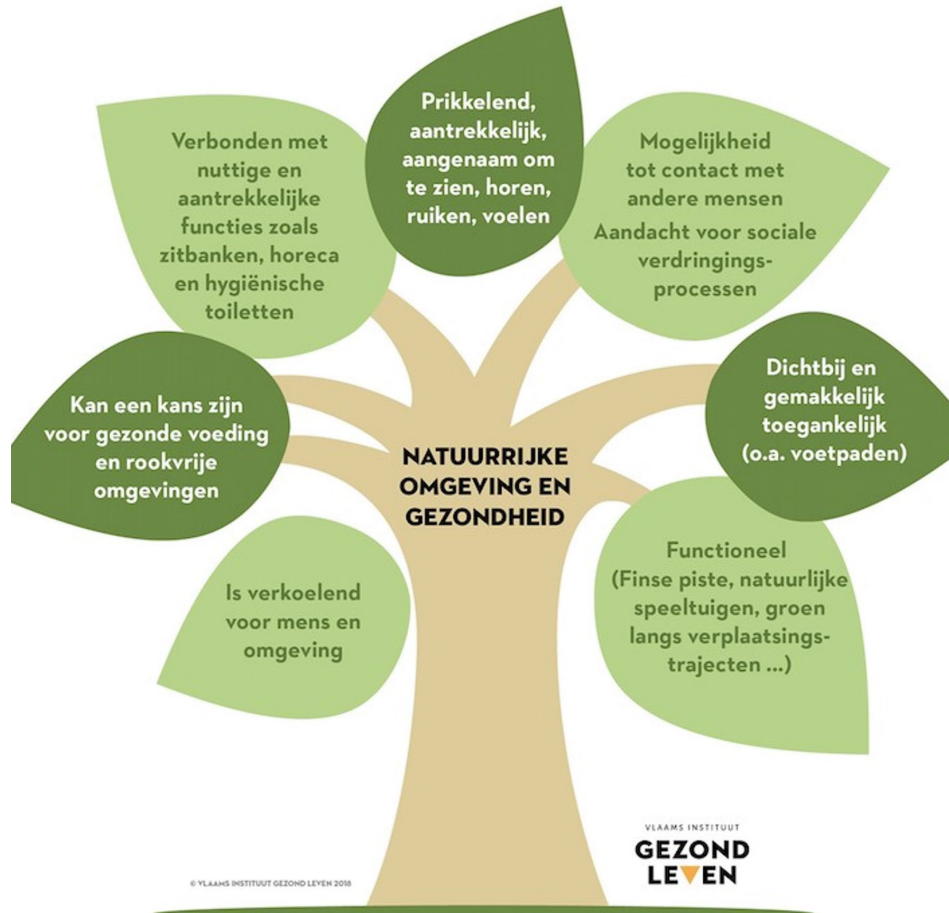 Prikkelend,
aantrekkelijk,
aangenaam om
te zien, horen,
ruiken, voelen
Verbonden met
nuttige en
aantrekkelijke
functies zoals
zitbanken, horeca
en hygiënische
toiletten
Mogelijkheid
tot contact met
andere mensen
Aandacht voor sociale
verdringings-
processen
Kan een kans zijn
voor gezonde voeding
en rookvrije
omgevingen
Dichtbij en
gemakkelijk
toegankelijk
(o.a. voetpaden)
NATUURRIJKE
OMGEVING EN
GEZONDHEID
Is verkoelend
voor mens en
omgeving
Functioneel
(Finse piste, natuurlijke
speeltuigen, groen
langs verplaatsings-
trajecten ...)
VLAAMS INSTITUUT
GEZOND
LEVEN
© VLAAMS INSTITUUT GEZOND LEVEN 2018